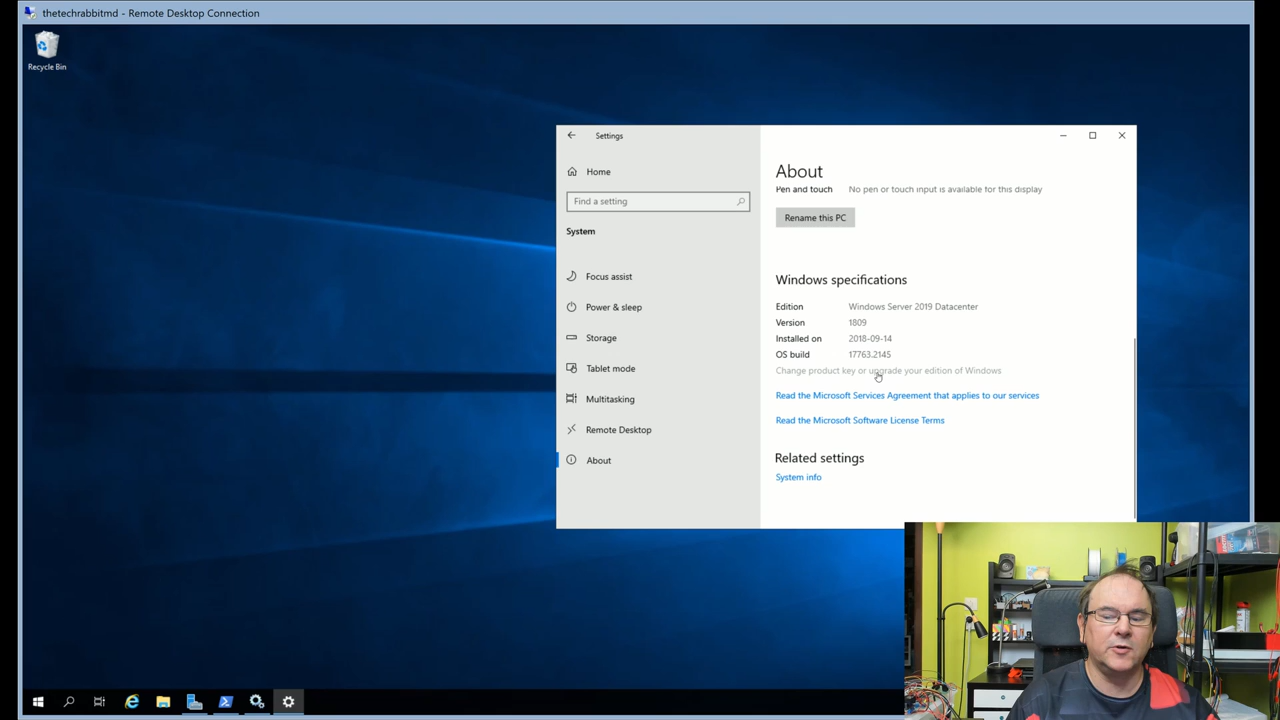 thetechrabbitmd - Remote Desktop Connection
Recycle Bin
Settings
Home
Find a setting
System
Focus assist
Power & sleep
Storage
Tablet mode
Multitasking
Remote Desktop
About
About
Pen and touch No pen or touch input is available for this display
Rename this PC
Windows specifications
Edition Windows Server 2019 Datacenter
Version 1809
Installed on 2018-09-14
OS build 17763.2145
Change product key or upgrade your edition of Windows
Read the Microsoft Services Agreement that applies to our services
Read the Microsoft Software License Terms
Related settings
System info